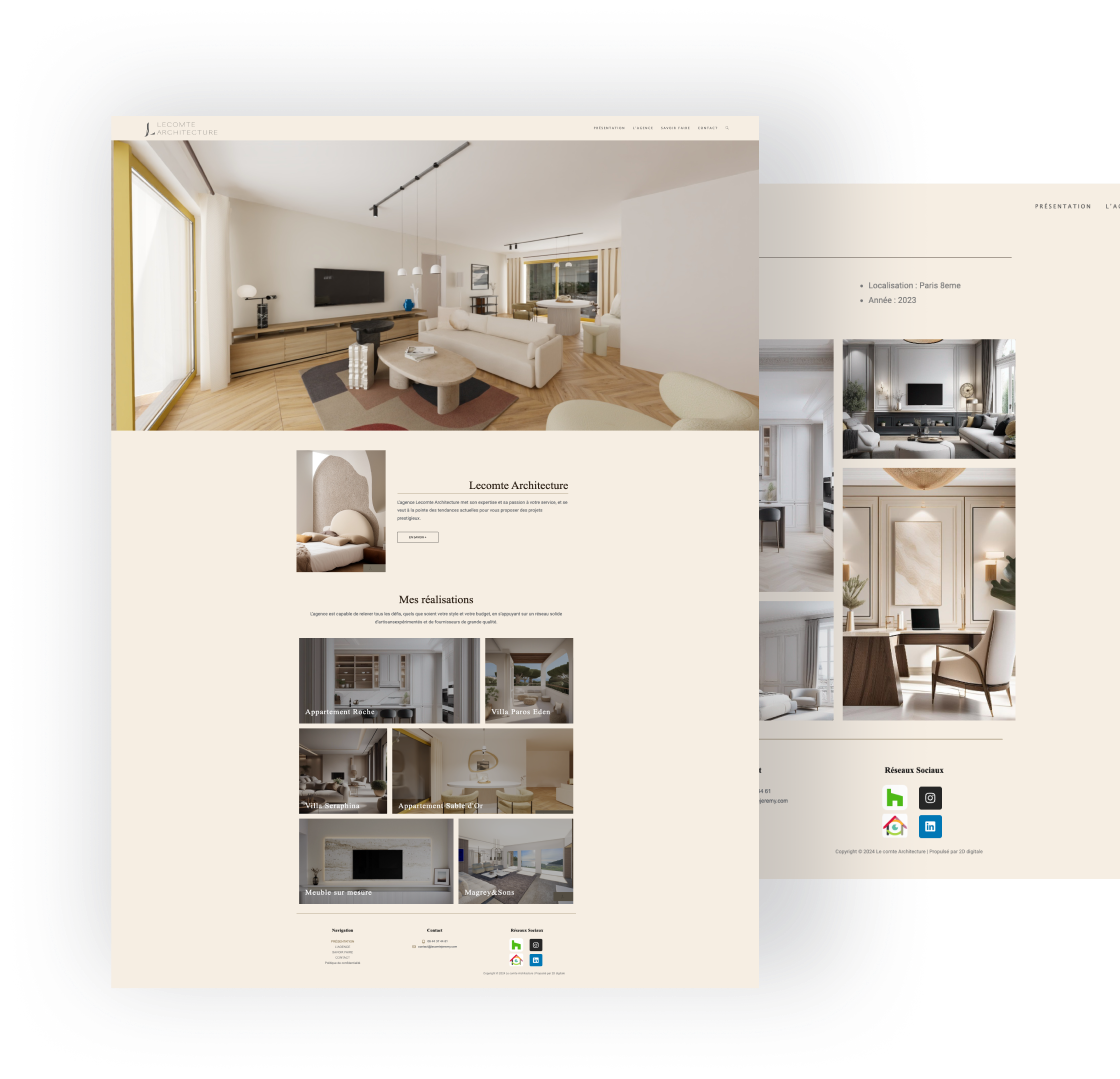 LECOMTE
ARCHITECTURE
PRÉSENTATION L'AGENCE SAVOIR FAIRE CONTACT
Lecomte Architecture
L'agence Lecomte Architecture met son expertise et sa passion à votre service, et se
veut à la pointe des tendances actuelles pour vous proposer des projets
prestigieux.
Mes réalisations
L'agence est capable de relever tous les défis, quels que soient votre style et votre budget, en s'appuyant sur un réseau solide
d'artisansexpérimentés et de fournisseurs de grande qualité.
Appartement Roche
Villa Paros Eden
Villa Seraphina
Appartement Sable d'Or
Meuble sur mesure
Magrey&Sons
Navigation
PRÉSENTATION
L'AGENCE
SAVOIR FAIRE
CONTACT
Politique de confidentialité
Contact
Réseaux Sociaux
Copyright © 2024 Le comte Architecture | Propulsé par 2D digitale
PRÉSENTATION
Localisation : Paris 8eme
Année : 2023
Réseaux Sociaux
Copyright © 2024 Le comte Architecture | Propulsé par 2D digitale